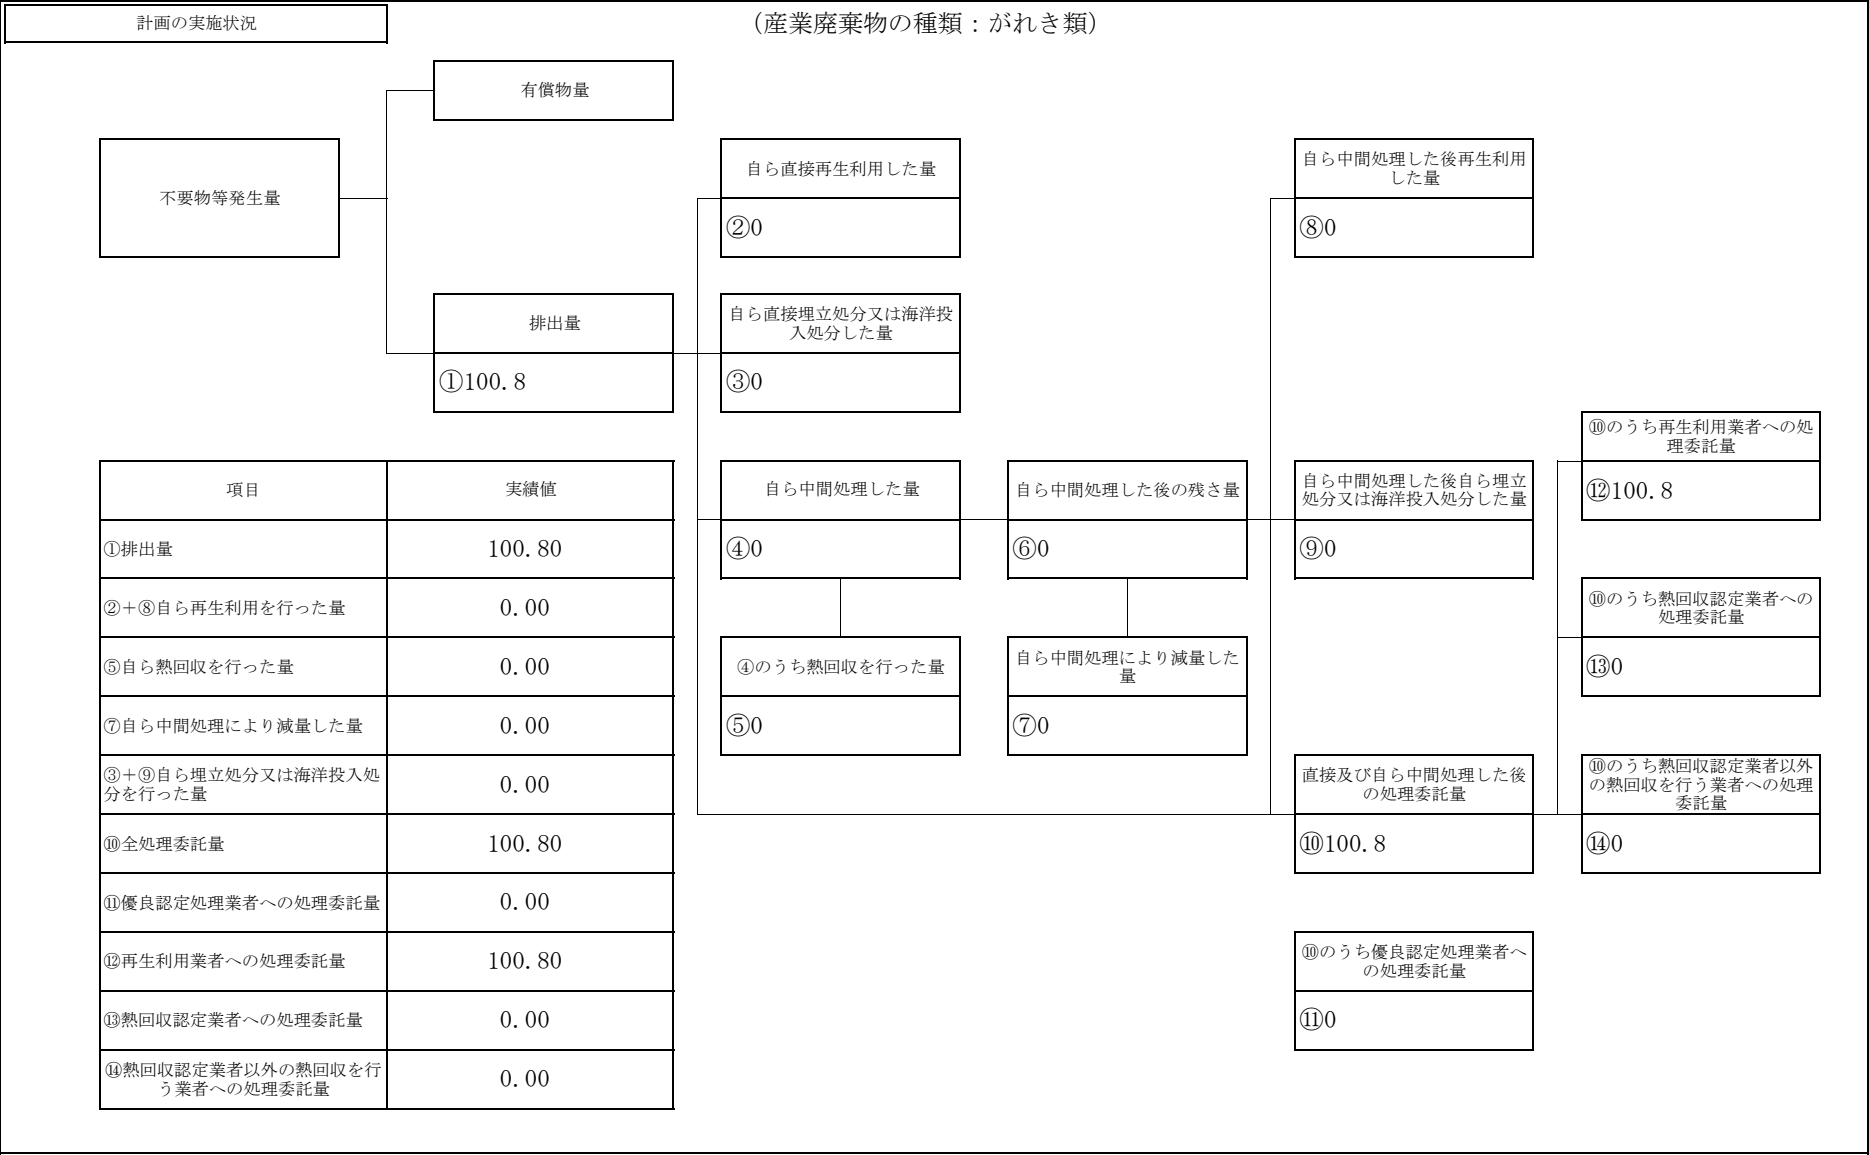 計画の実施状況
（産業廃棄物の種類：がれき類）
有償物量
不要物等発生量
自ら直接再生利用した量
②0
自ら中間処理した後再生利用
した量
⑧0
排出量
①100.8
自ら直接埋立処分又は海洋投
入処分した量
③0
⑩のうち再生利用業者への処
理委託量
⑫100.8
自ら中間処理した量
④0
自ら中間処理した後の残さ量
⑥0
自ら中間処理した後自ら埋立
処分又は海洋投入処分した量
⑨0
⑩のうち熱回収認定業者への
処理委託量
⑬0
④のうち熱回収を行った量
⑤0
自ら中間処理により減量した
量
⑦0
直接及び自ら中間処理した後
の処理委託量
⑩100.8
⑩のうち熱回収認定業者以外
の熱回収を行う業者への処理
委託量
⑭0
⑩のうち優良認定処理業者へ
の処理委託量
⑪0
項目 実績値
①排出量 100.80
②＋⑧自ら再生利用を行った量 0.00
⑤自ら熱回収を行った量 0.00
⑦自ら中間処理により減量した量 0.00
③＋⑨自ら埋立処分又は海洋投入処
分を行った量 0.00
⑩全処理委託量 100.80
⑪優良認定処理業者への処理委託量 0.00
⑫再生利用業者への処理委託量 100.80
⑬熱回収認定業者への処理委託量 0.00
⑭熱回収認定業者以外の熱回収を行
う業者への処理委託量 0.00